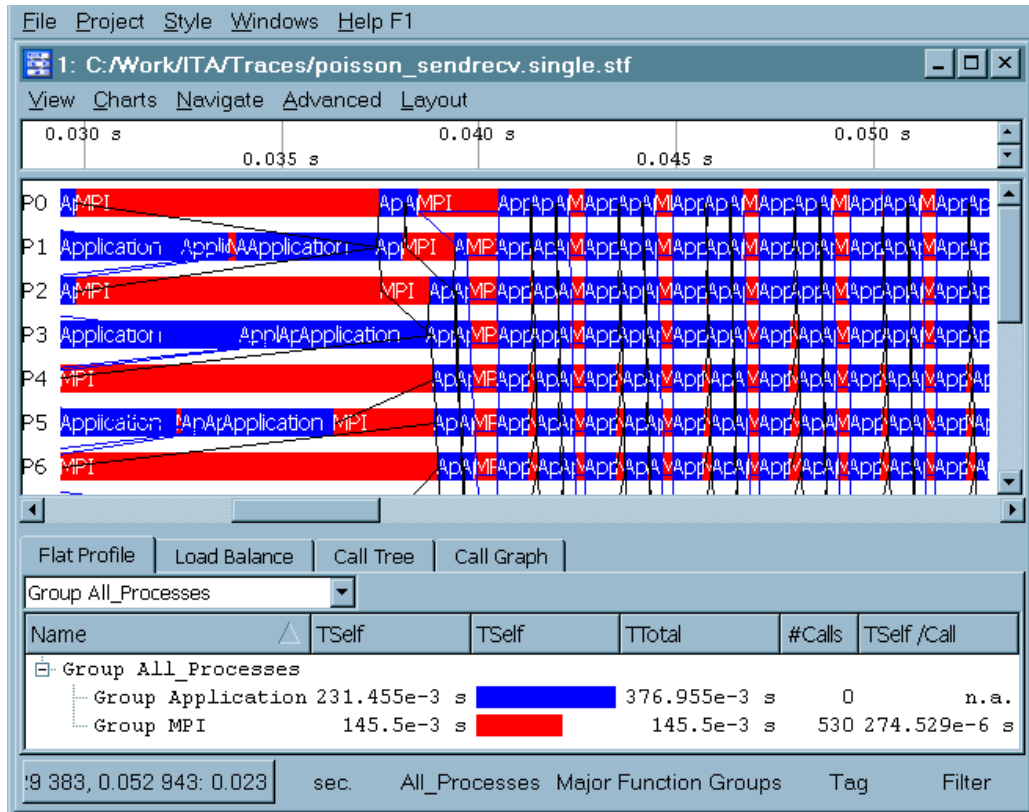 File Project Style Windows Help F1
1: C:/Work/ITA/Traces/poisson_sendrecv.single.stf
View Charts Navigate Advanced Layout
0.030 s 0.040 s 0.050 s
0.035 s 0.045 s
P0 MPI MPI
P1 Application Application MPI
P2 MPI MPI
P3 Application Application
P4 MPI
P5 Application Application MPI
P6 MPI
Flat Profile Load Balance Call Tree Call Graph
Group All_Processes
Name TSelf TSelf TTotal #Calls TSelf /Call
Group All_Processes
Group Application 231.455e-3 s 376.955e-3 s 0 n.a.
Group MPI 145.5e-3 s 145.5e-3 s 530 274.529e-6 s
9 383, 0.052 943: 0.023 sec. All_Processes Major Function Groups Tag Filter